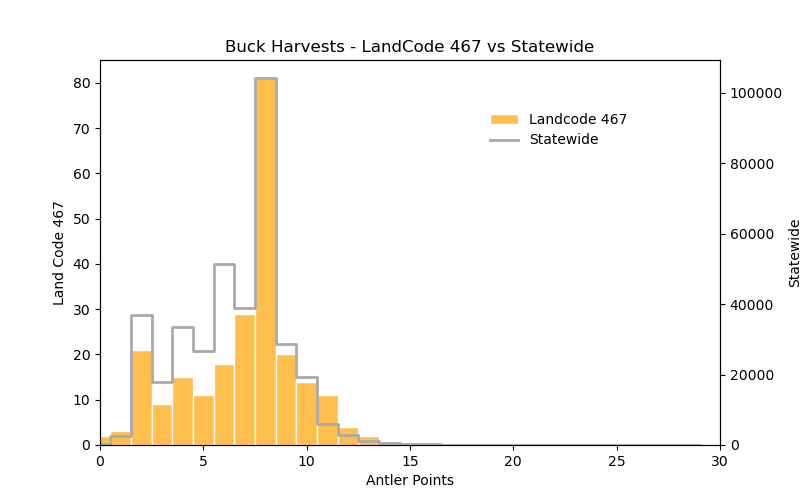 Buck Harvests - LandCode 467 vs Statewide
80
70
60
50
40
30
20
10
0
Land Code 467
Landcode 467
Statewide
100000
80000
60000
40000
20000
0
Statewide
0 5 10 15 20 25 30
Antler Points